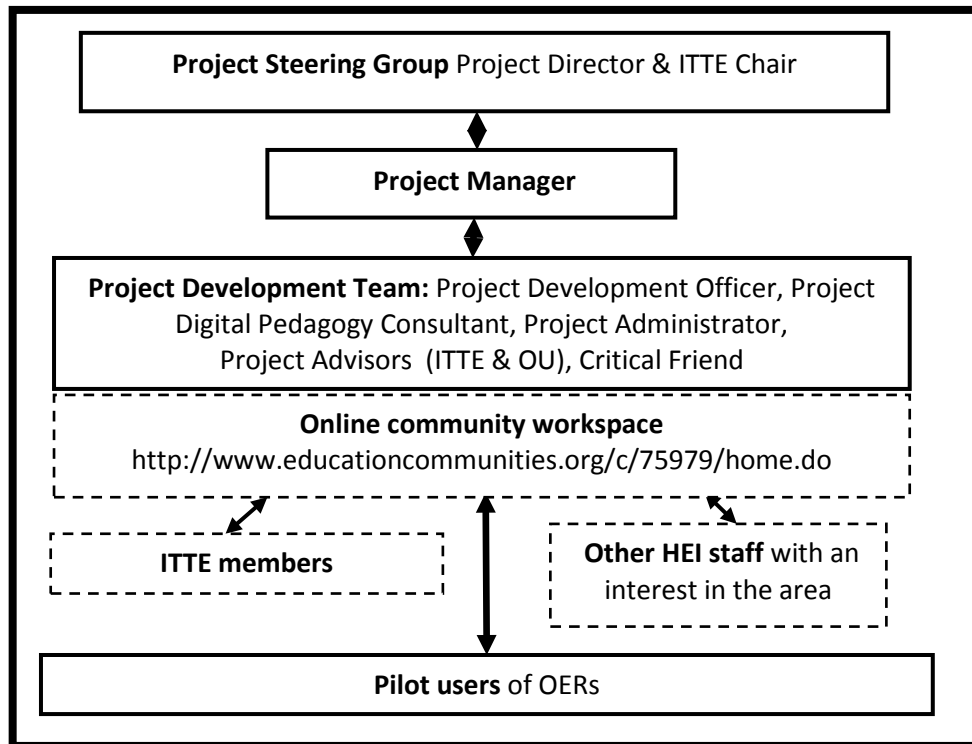 Project Steering Group Project Director & ITTE Chair
Project Manager
Project Development Team: Project Development Officer, Project
Digital Pedagogy Consultant, Project Administrator,
Project Advisors (ITTE & OU), Critical Friend
Online community workspace
http://www.educationcommunities.org/c/75979/home.do
ITTE members
Other HEI staff with an
interest in the area
Pilot users of OERs